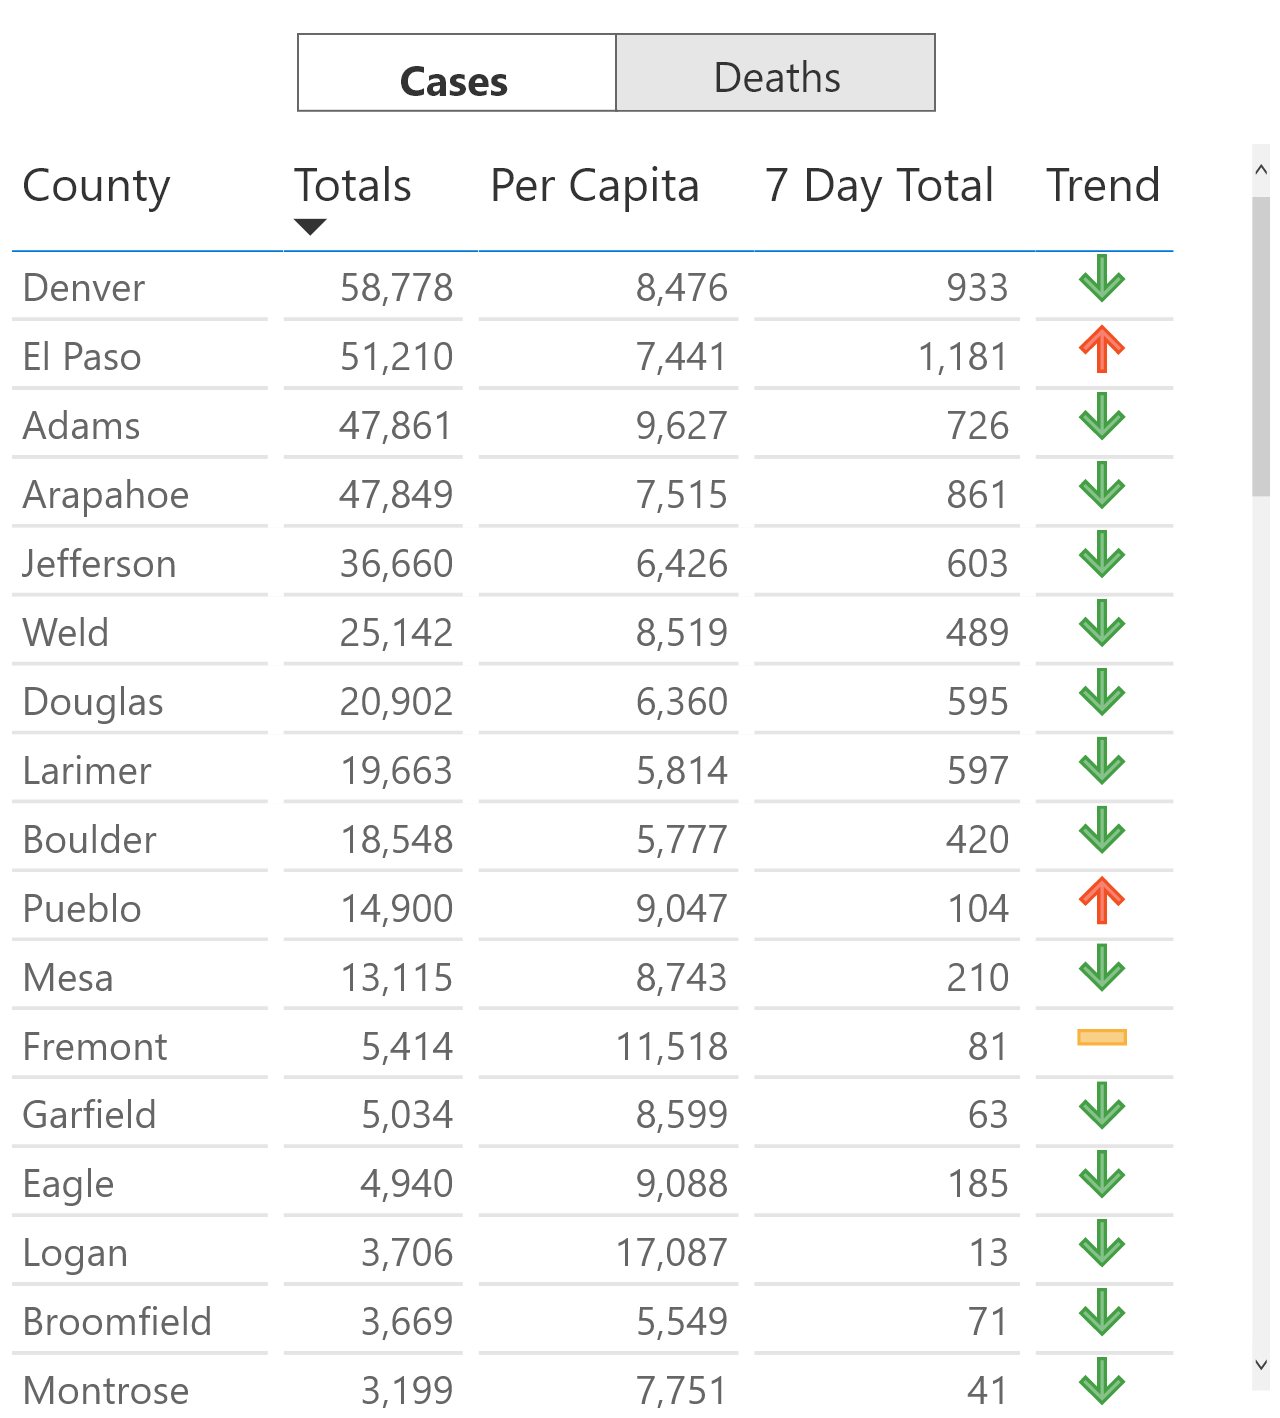 Cases Deaths
County Totals Per Capita 7 Day Total Trend
Denver 58,778 8,476 933
El Paso 51,210 7,441 1,181
Adams 47,861 9,627 726
Arapahoe 47,849 7,515 861
Jefferson 36,660 6,426 603
Weld 25,142 8,519 489
Douglas 20,902 6,360 595
Larimer 19,663 5,814 597
Boulder 18,548 5,777 420
Pueblo 14,900 9,047 104
Mesa 13,115 8,743 210
Fremont 5,414 11,518 81
Garfield 5,034 8,599 63
Eagle 4,940 9,088 185
Logan 3,706 17,087 13
Broomfield 3,669 5,549 71
Montrose 3,199 7,751 41